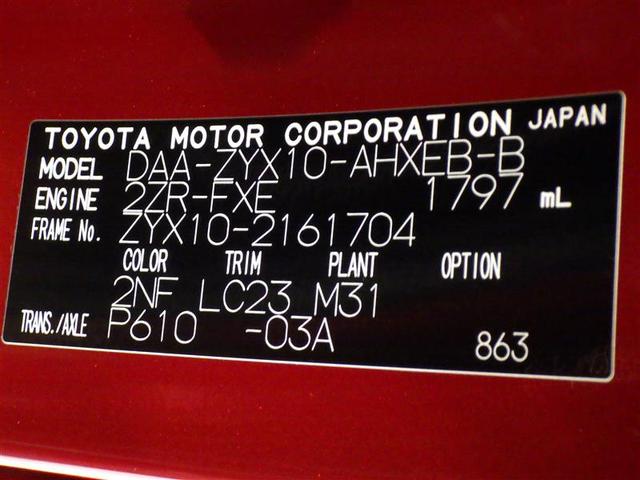 TOYOTA MOTOR CORPORATION JAPAN
MODEL DAA-ZYX10-AHXEB-B
ENGINE 2ZR-FXE 1797 mL
FRAME No. ZYX10-2161704
COLOR TRIM PLANT OPTION
2NF LC23 M31
TRANS./AXLE P610 -03A
863